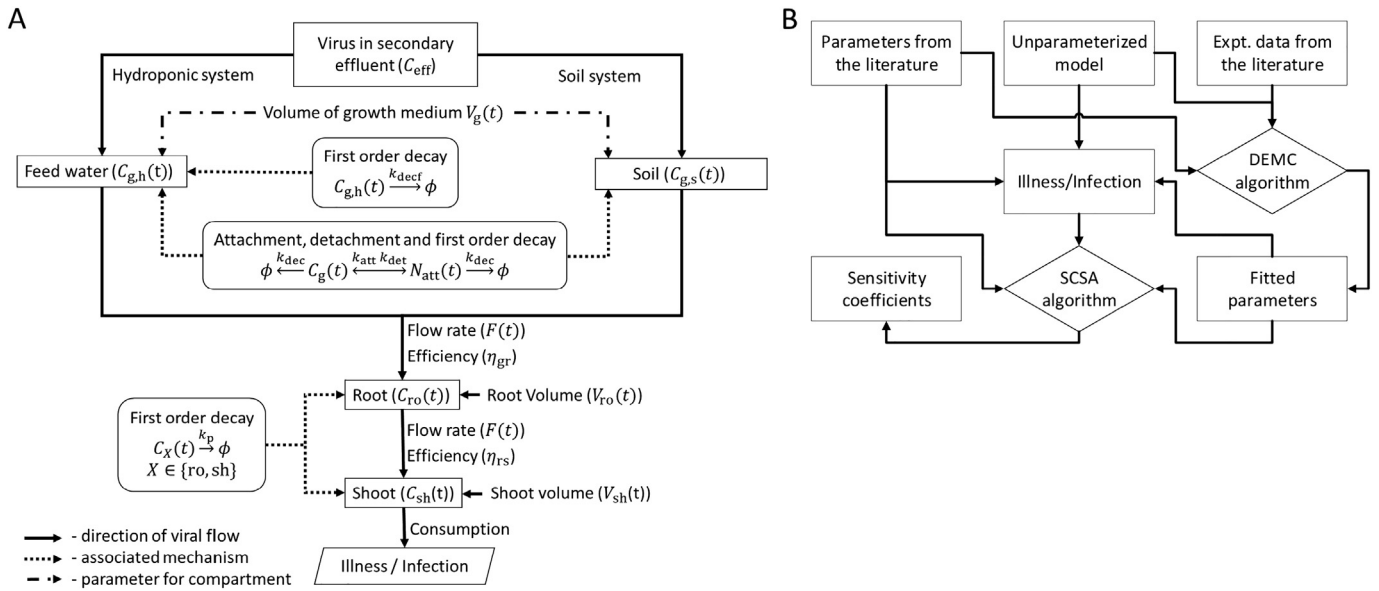 A
Virus in secondary
effluent (C_eff)
Hydroponic system
Soil system
Volume of growth medium V_g(t)
Feed water (C_g,h(t))
First order decay
C_g,h(t) —k_decf→ ϕ
Soil (C_g,s(t))
Attachment, detachment and first order decay
ϕ ←k_dec— C_g(t) ←k_att k_det→ N_att(t) —k_dec→ ϕ
Flow rate (F(t))
Efficiency (η_gr)
Root (C_ro(t))
Root Volume (V_ro(t))
First order decay
C_X(t) —k_p→ ϕ
X ∈ {ro, sh}
Flow rate (F(t))
Efficiency (η_rs)
Shoot (C_sh(t))
Shoot volume (V_sh(t))
Consumption
Illness / Infection
- direction of viral flow
- associated mechanism
- parameter for compartment
B
Parameters from
the literature
Unparameterized
model
Expt. data from
the literature
DEMC
algorithm
Illness/Infection
Sensitivity
coefficients
SCSA
algorithm
Fitted
parameters